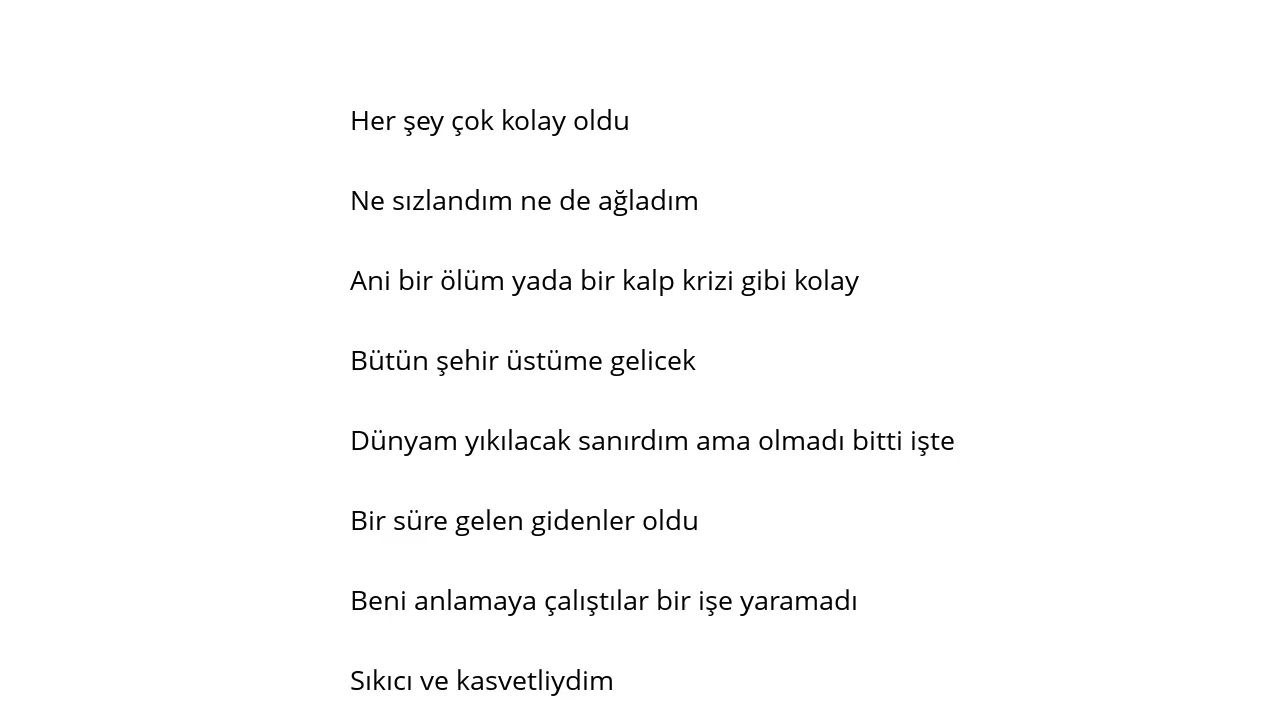 Her şey çok kolay oldu
Ne sızlandım ne de ağladım
Ani bir ölüm yada bir kalp krizi gibi kolay
Bütün şehir üstüme gelicek
Dünyam yıkılacak sanırdım ama olmadı bitti işte
Bir süre gelen gidenler oldu
Beni anlamaya çalıştılar bir işe yaramadı
Sıkıcı ve kasvetliydim